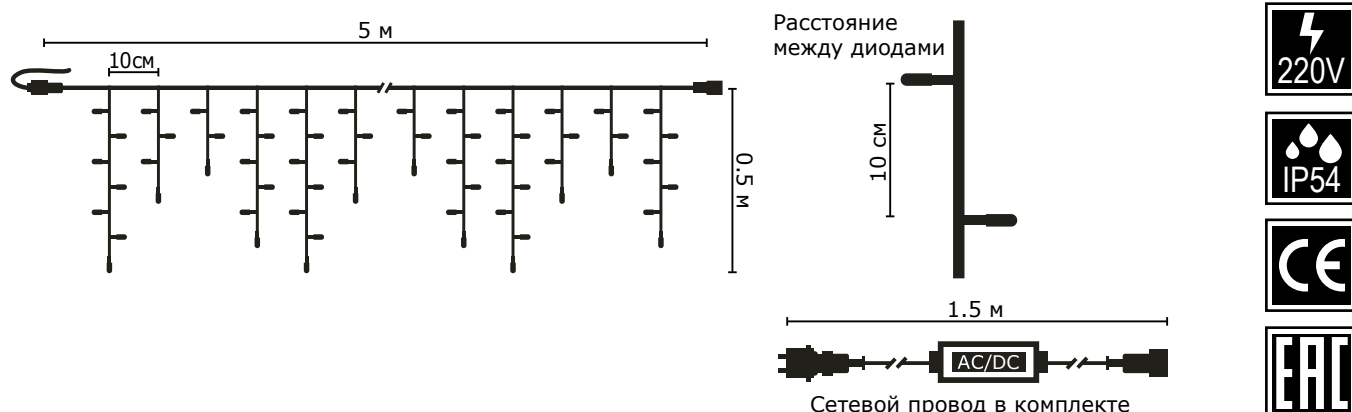 5 м
10см
0.5 м
Расстояние
между диодами
10 см
1.5 м
AC/DC
Сетевой провод в комплекте
220V
IP54
CE
EAC